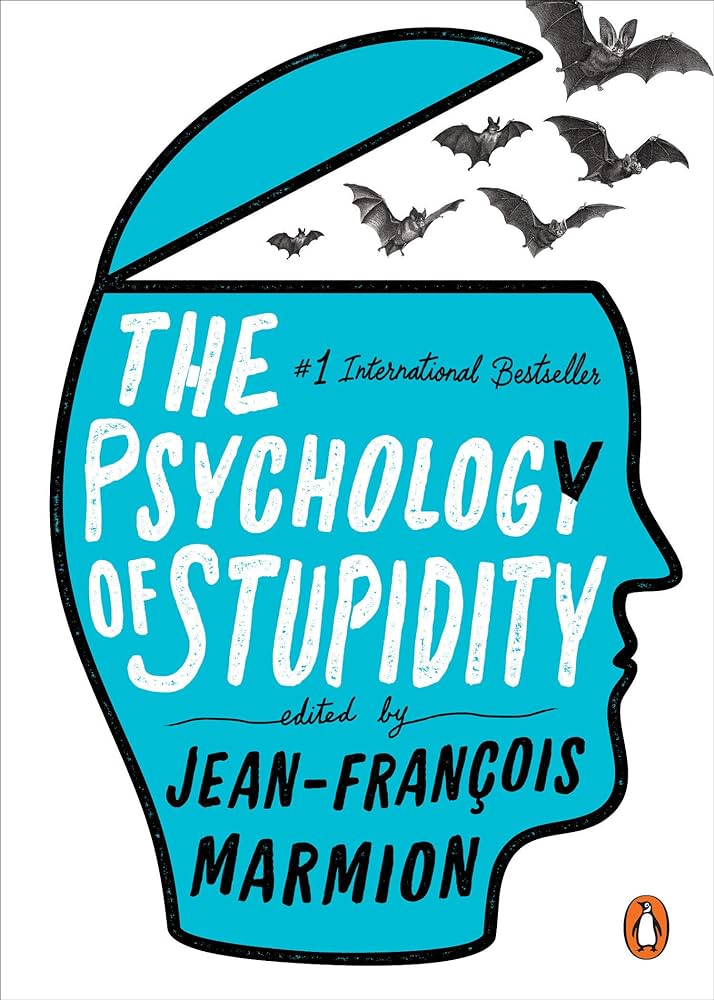 THE
#1 International Bestseller
PSYCHOLOGY
OF STUPIDITY
edited by
JEAN-FRANÇOIS
MARMION